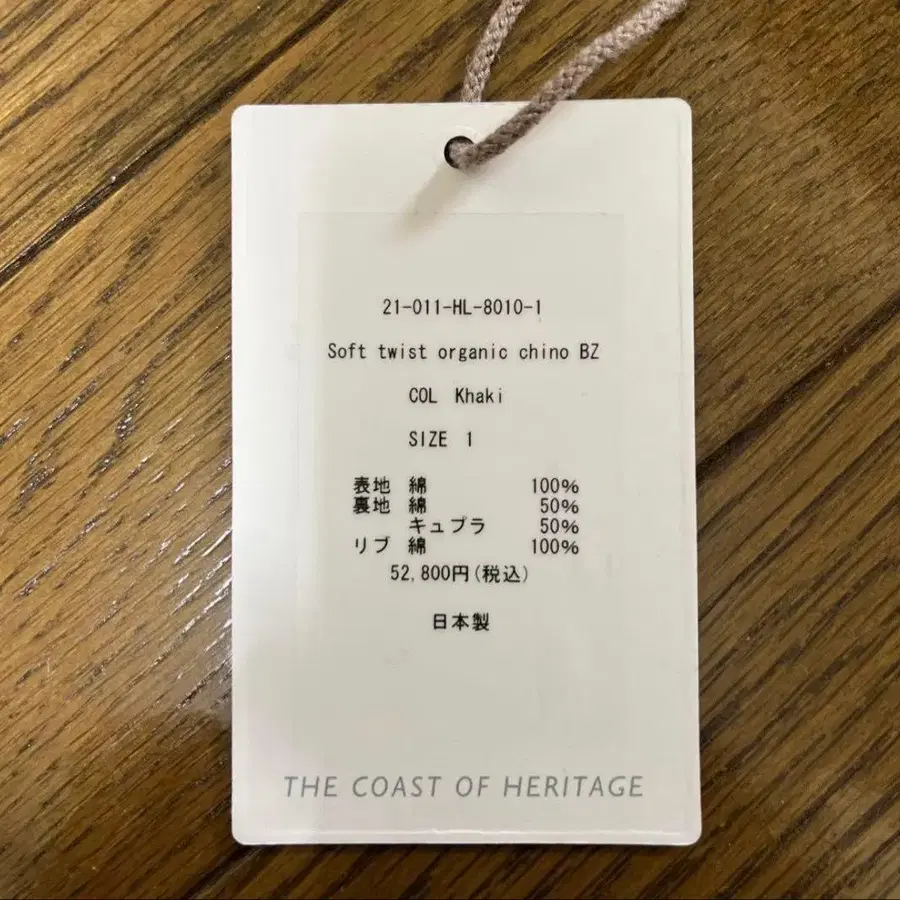 21-011-HL-8010-1
Soft twist organic chino BZ
COL Khaki
SIZE 1
表地 綿 100%
裏地 綿 50%
キュプラ 50%
リブ 綿 100%
52,800円(税込)
日本製
THE COAST OF HERITAGE